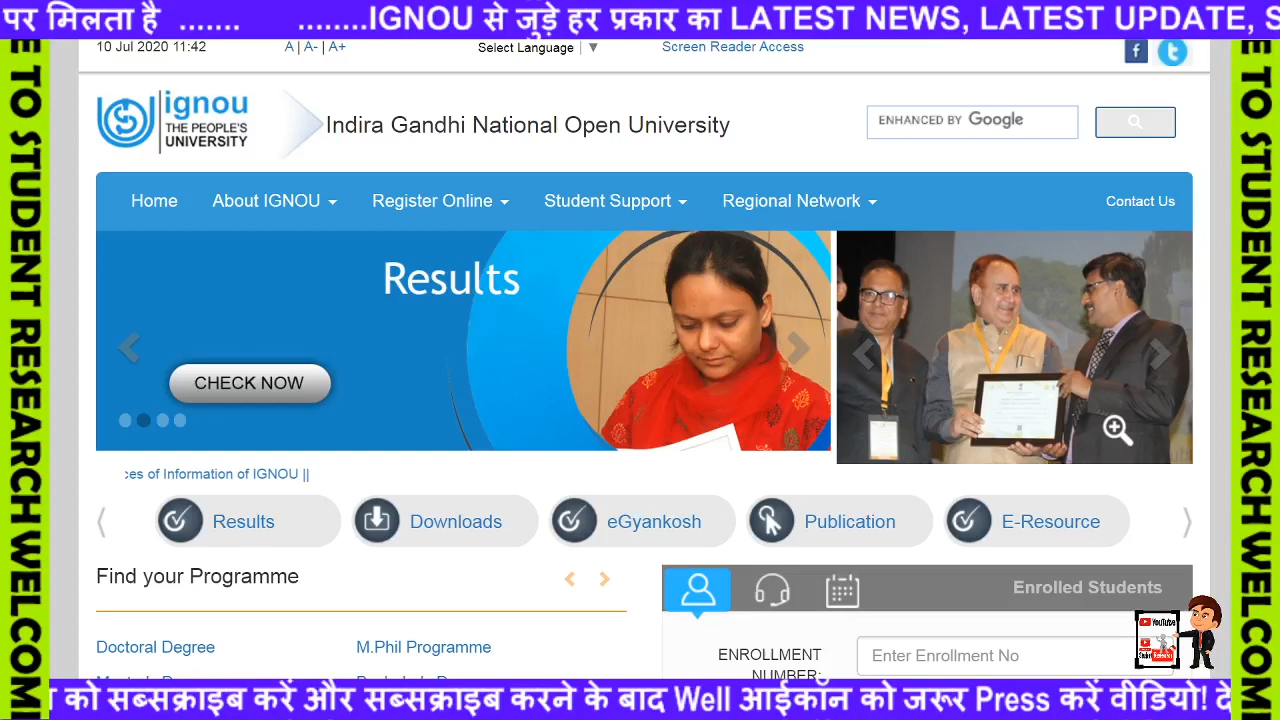 पर मिलता है ....... ........IGNOU से जुड़े हर प्रकार का LATEST NEWS, LATEST UPDATE, S
10 Jul 2020 11:42
A | A- | A+
Select Language ▼
Screen Reader Access
ignou
THE PEOPLE'S
UNIVERSITY
Indira Gandhi National Open University
ENHANCED BY Google
Home
About IGNOU
Register Online
Student Support
Regional Network
Contact Us
Results
CHECK NOW
ces of Information of IGNOU ||
Results
Downloads
eGyankosh
Publication
E-Resource
Find your Programme
Enrolled Students
Doctoral Degree
M.Phil Programme
ENROLLMENT
NUMBER:
Enter Enrollment No
YouTube
E TO STUDENT RESEARCH WELCOM
E TO STUDENT RESEARCH WELCOM
को सब्सक्राइब करें और सब्सक्राइब करने के बाद Well आईकॉन को जरूर Press करें वीडियो! दे